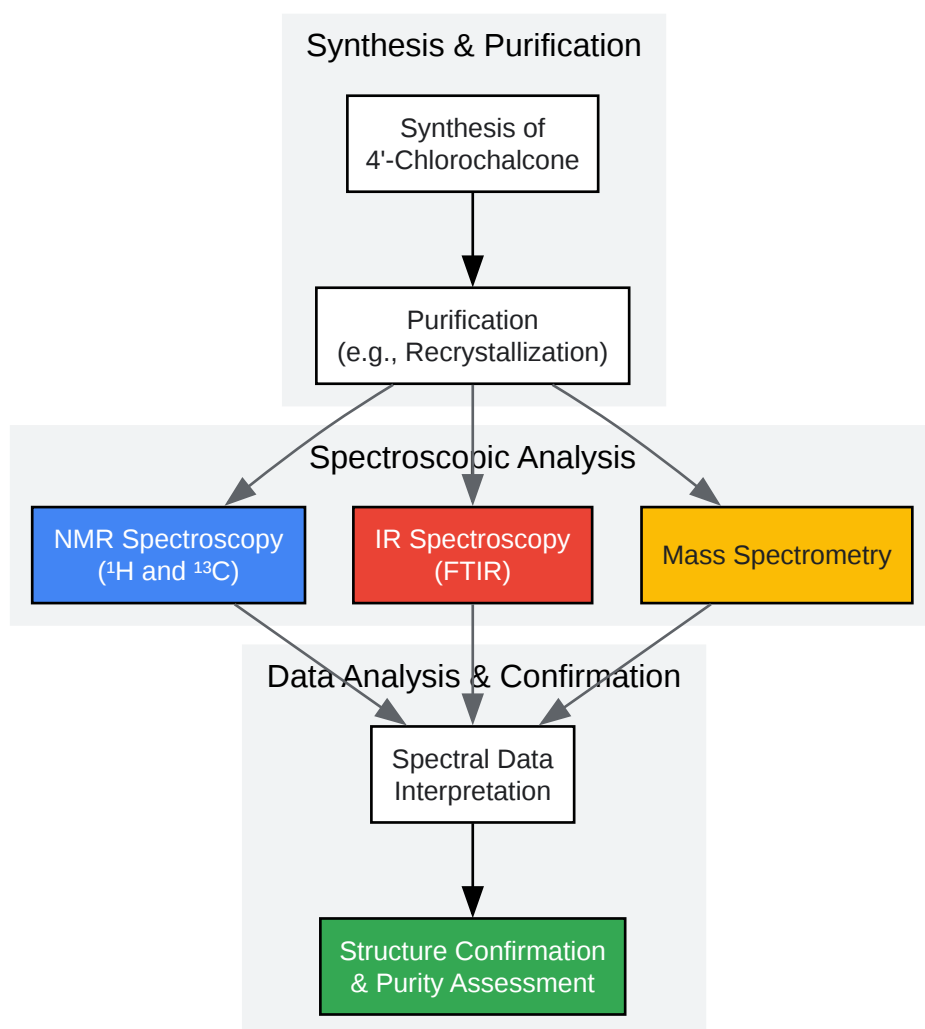 Synthesis & Purification
Synthesis of
4'-Chlorochalcone
Purification
(e.g., Recrystallization)
Spectroscopic Analysis
NMR Spectroscopy
(¹H and ¹³C)
IR Spectroscopy
(FTIR)
Mass Spectrometry
Data Analysis & Confirmation
Spectral Data
Interpretation
Structure Confirmation
& Purity Assessment